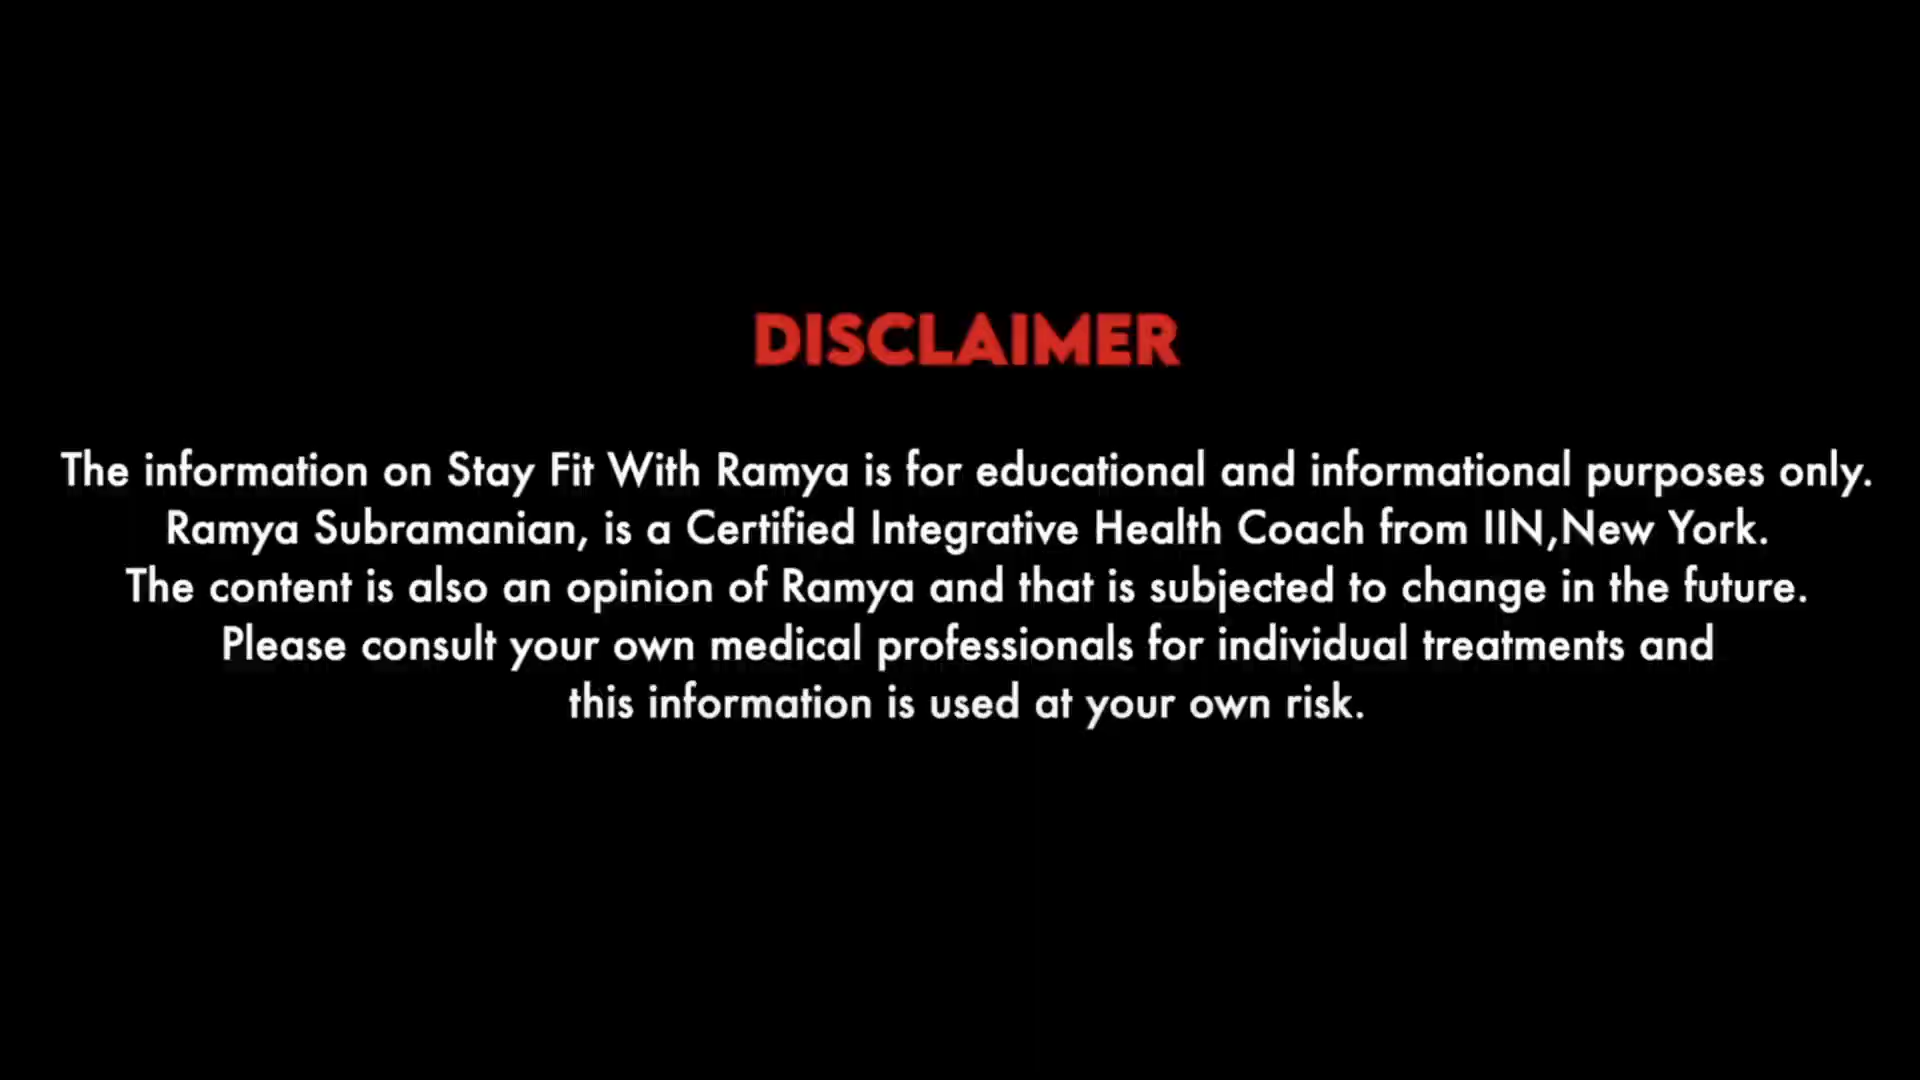 DISCLAIMER
The information on Stay Fit With Ramya is for educational and informational purposes only.
Ramya Subramanian, is a Certified Integrative Health Coach from IIN,New York.
The content is also an opinion of Ramya and that is subjected to change in the future.
Please consult your own medical professionals for individual treatments and
this information is used at your own risk.